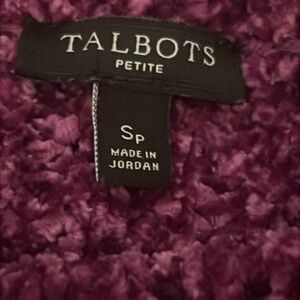 TALBOTS
PETITE
SP
MADE IN
JORDAN